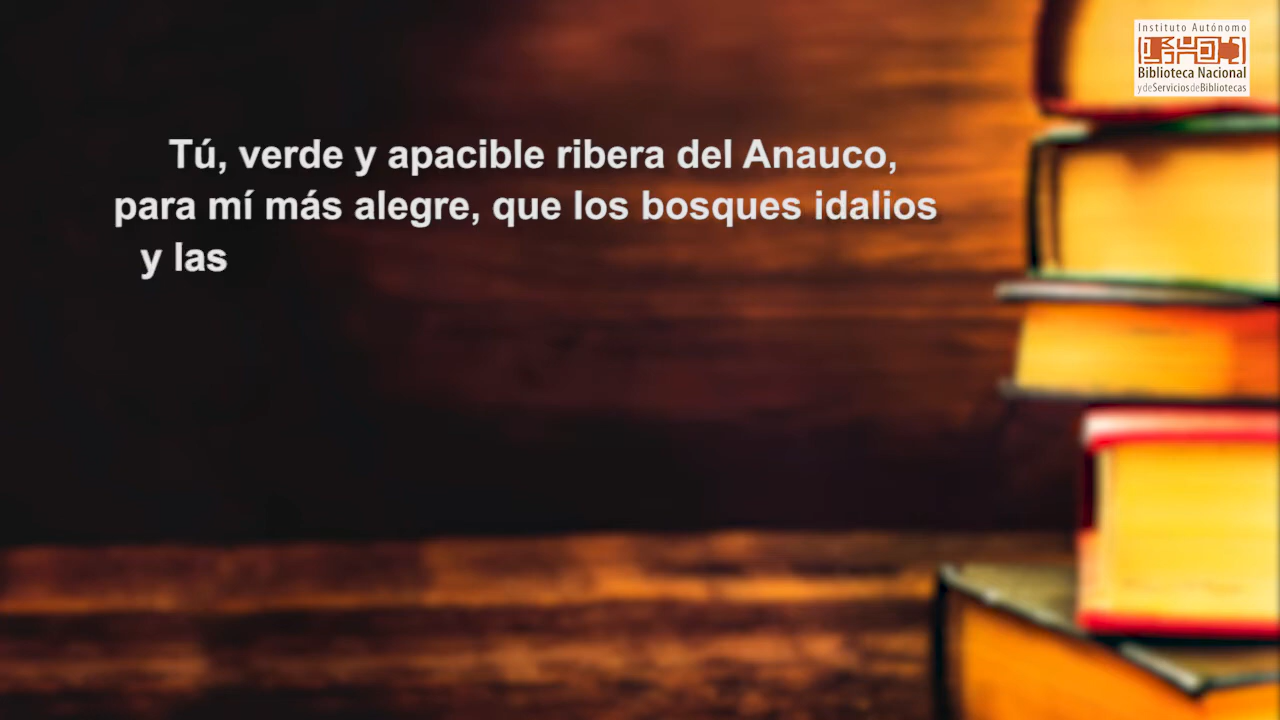 Instituto Autónomo
Biblioteca Nacional
y de Servicios de Bibliotecas
Tú, verde y apacible ribera del Anauco,
para mí más alegre, que los bosques idalios
y las